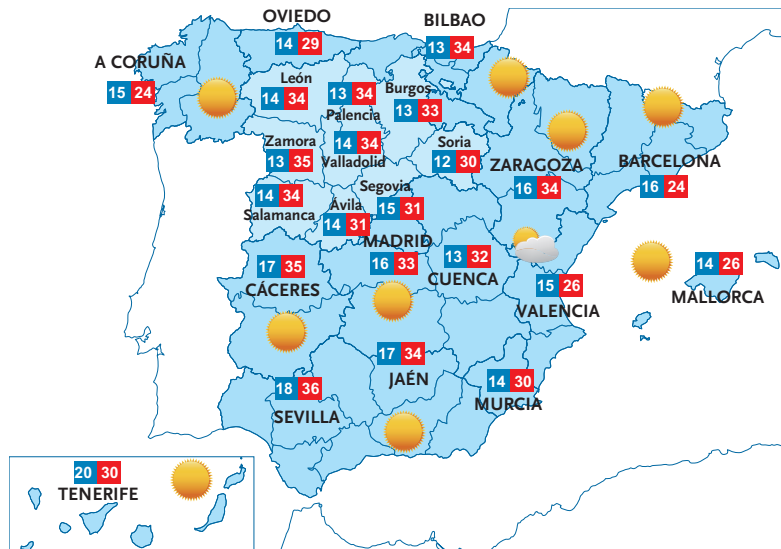 OVIEDO
14 29
BILBAO
13 34
A CORUÑA
15 24
León
14 34
13 34
Palencia
Burgos
13 33
Zamora
13 35
14 34
Valladolid
Soria
12 30
ZARAGOZA
16 34
BARCELONA
16 24
14 34
Salamanca
Ávila
14 31
Segovia
15 31
MADRID
16 33
13 32
CUENCA
17 35
CÁCERES
15 26
VALENCIA
14 26
MALLORCA
17 34
JAÉN
14 30
MURCIA
18 36
SEVILLA
20 30
TENERIFE